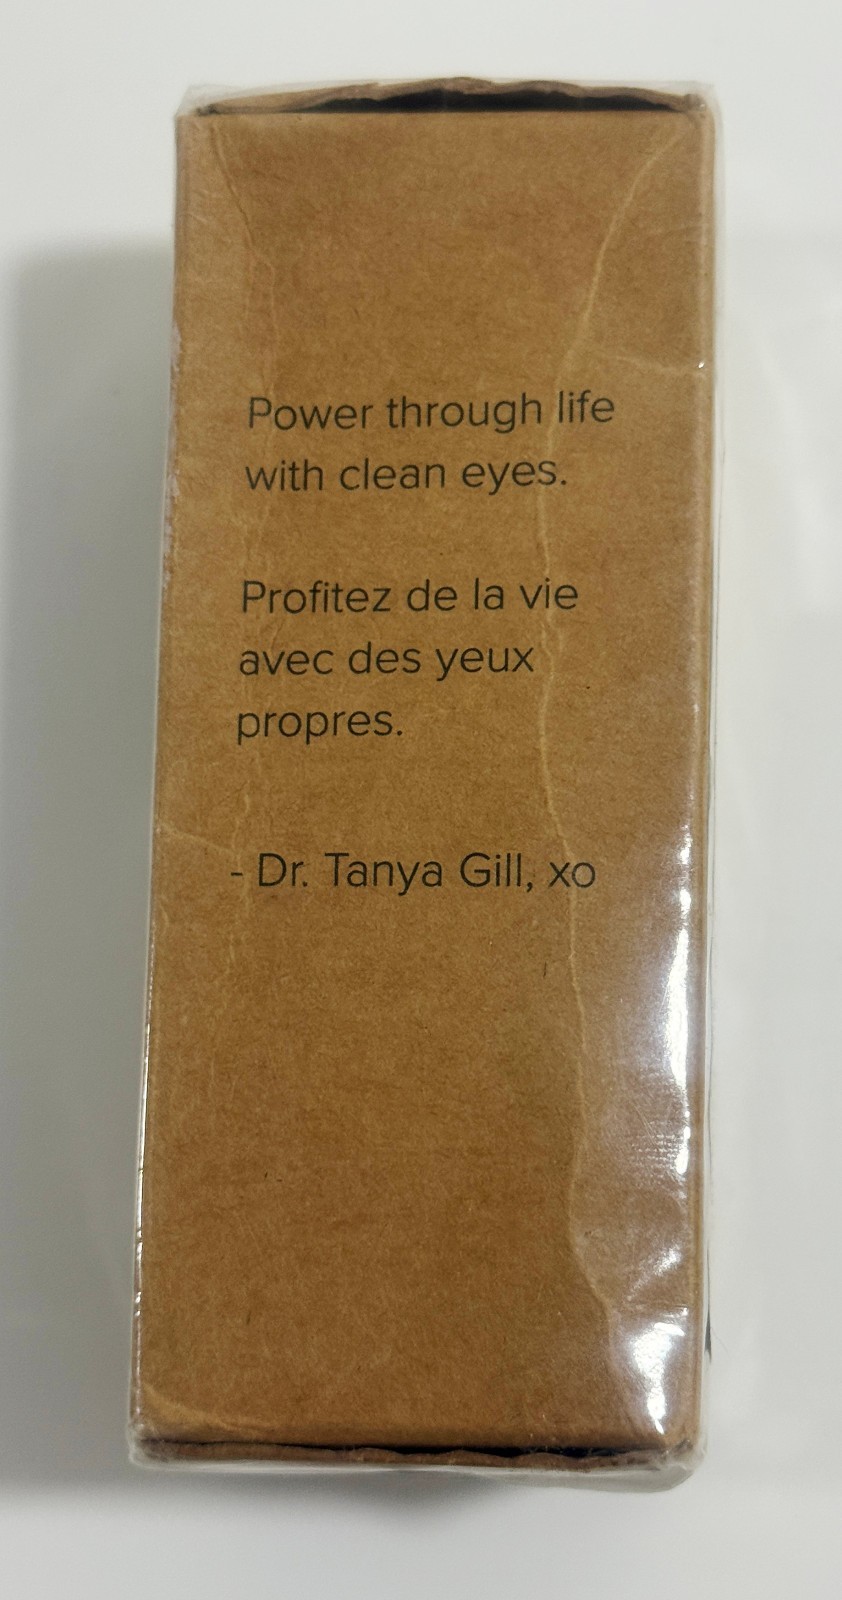 Power through life
with clean eyes.
Profitez de la vie
avec des yeux
propres.
- Dr. Tanya Gill, xo